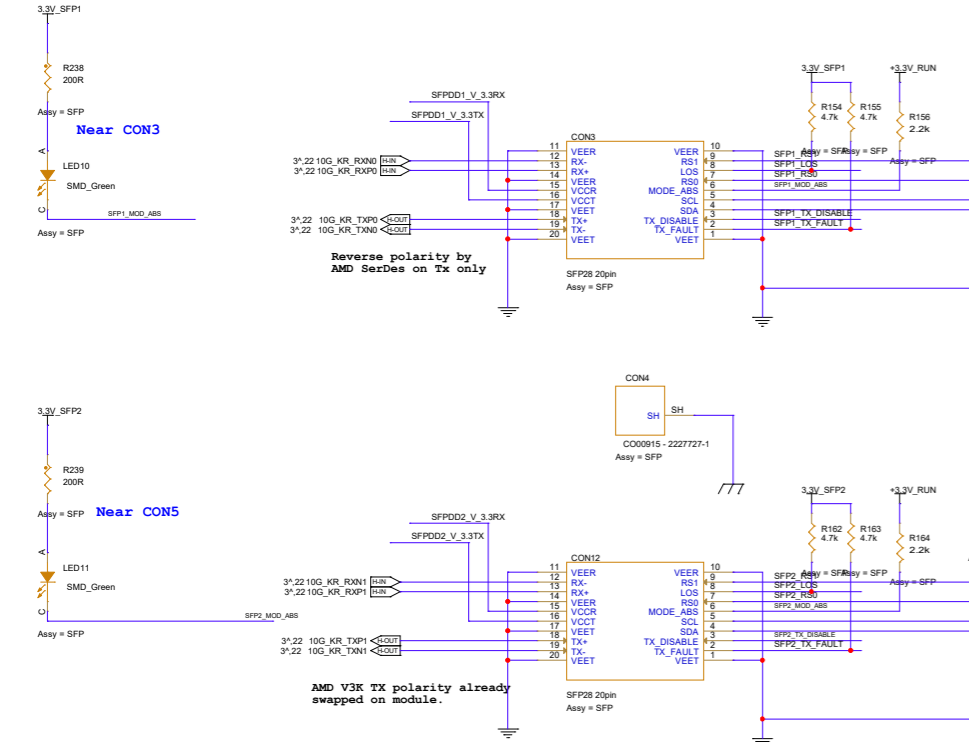 3.3V_SFP1
R238
200R
Assy = SFP
Near CON3
A
LED10
SMD_Green
C
SFP1_MOD_ABS
Assy = SFP
SFPDD1_V_3.3RX
SFPDD1_V_3.3TX
3^,22 10G_KR_RXN0 H-IN
3^,22 10G_KR_RXP0 H-IN
3^,22 10G_KR_TXP0 H-OUT
3^,22 10G_KR_TXN0 H-OUT
Reverse polarity by
AMD SerDes on Tx only
CON3
11 VEER VEER 10
12 RX- RS1 9
13 RX+ LOS 8
14 VEER RS0 7
15 VCCR MODE_ABS 6
16 VCCT SCL 5
17 VEET SDA 4
18 TX+ TX_DISABLE 3
19 TX- TX_FAULT 2
20 VEET VEET 1
SFP28 20pin
Assy = SFP
3.3V_SFP1
+3.3V_RUN
R154
4.7k
R155
4.7k
R156
2.2k
Assy = SFP
Assy = SFP
Assy = SFP
SFP1_RS1
SFP1_LOS
SFP1_RS0
SFP1_MOD_ABS
SFP1_TX_DISABLE
SFP1_TX_FAULT
CON4
SH
SH
CO00915 - 2227727-1
Assy = SFP
3.3V_SFP2
R239
200R
Assy = SFP
Near CON5
A
LED11
SMD_Green
C
SFP2_MOD_ABS
Assy = SFP
SFPDD2_V_3.3RX
SFPDD2_V_3.3TX
3^,22 10G_KR_RXN1 H-IN
3^,22 10G_KR_RXP1 H-IN
3^,22 10G_KR_TXP1 H-OUT
3^,22 10G_KR_TXN1 H-OUT
AMD V3K TX polarity already
swapped on module.
CON12
11 VEER VEER 10
12 RX- RS1 9
13 RX+ LOS 8
14 VEER RS0 7
15 VCCR MODE_ABS 6
16 VCCT SCL 5
17 VEET SDA 4
18 TX+ TX_DISABLE 3
19 TX- TX_FAULT 2
20 VEET VEET 1
SFP28 20pin
Assy = SFP
3.3V_SFP2
+3.3V_RUN
R162
4.7k
R163
4.7k
R164
2.2k
Assy = SFP
Assy = SFP
Assy = SFP
SFP2_RS1
SFP2_LOS
SFP2_RS0
SFP2_MOD_ABS
SFP2_TX_DISABLE
SFP2_TX_FAULT